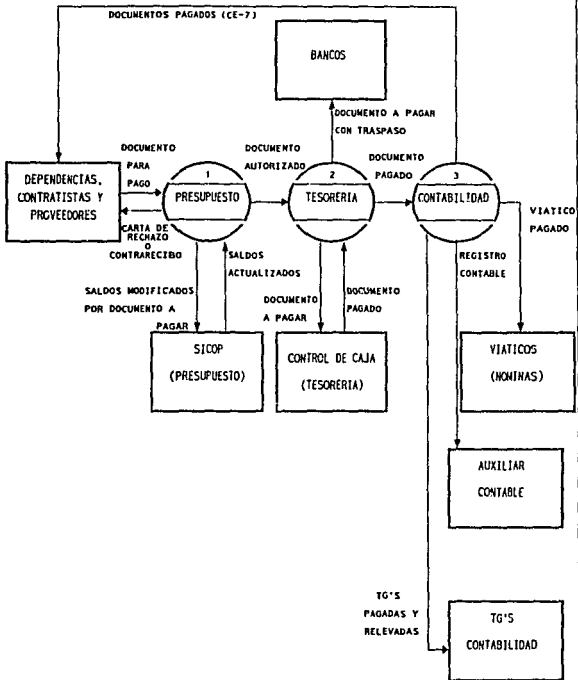 DOCUMENTOS PAGADOS (CE-7)
BANCOS
DOCUMENTO A PAGAR
CON TRASPASO
DOCUMENTO
PARA
PAGO
DOCUMENTO
AUTORIZADO
DOCUMENTO
PAGADO
DEPENDENCIAS,
CONTRATISTAS Y
PROVEEDORES
1
PRESUPUESTO
2
TESORERIA
3
CONTABILIDAD
VIATICO
PAGADO
CARTA DE
RECHAZO
O
CONTRARECIBO
SALDOS
ACTUALIZADOS
REGISTRO
CONTABLE
SALDOS MODIFICADOS
POR DOCUMENTO A
PAGAR
DOCUMENTO
A PAGAR
DOCUMENTO
PAGADO
SICOP
(PRESUPUESTO)
CONTROL DE CAJA
(TESORERIA)
VIATICOS
(NOMINAS)
AUXILIAR
CONTABLE
TG'S
PAGADAS Y
RELEVADAS
TG'S
CONTABILIDAD